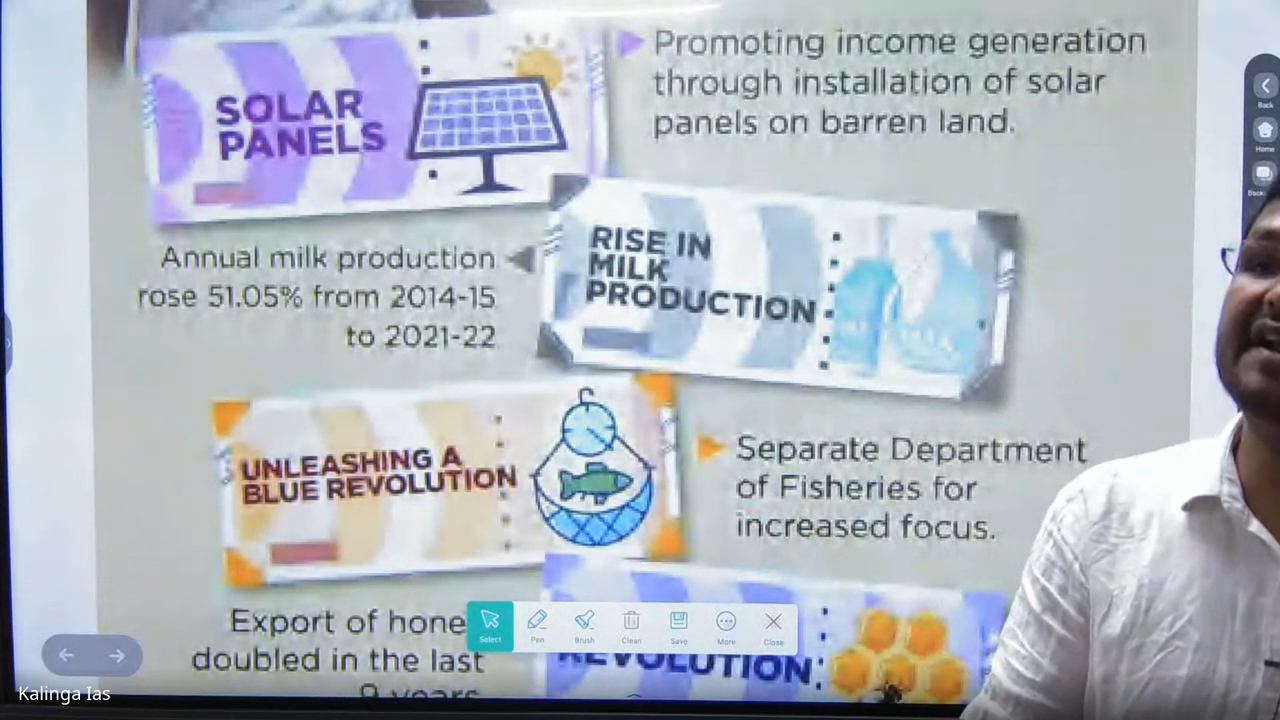 SOLAR
PANELS
Promoting income generation
through installation of solar
panels on barren land.
Annual milk production
rose 51.05% from 2014-15
to 2021-22
RISE IN
MILK
PRODUCTION
MILK
UNLEASHING A
BLUE REVOLUTION
Separate Department
of Fisheries for
increased focus.
Export of hone
doubled in the last
9 years
REVOLUTION
Select
Pen
Brush
Clean
Save
More
Close
Back
Home
Kalinga Ias